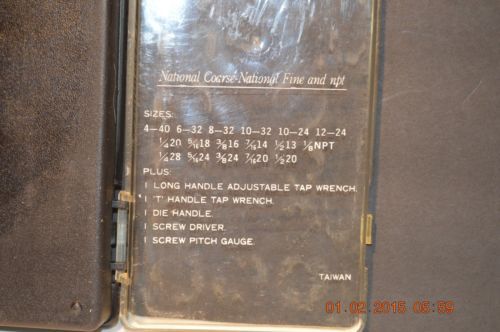 National Coarse-National Fine and npt
SIZES:
4—40 6—32 8—32 10—32 10—24 12—24
1/4 20 5/16 18 3/8 16 7/16 14 1/2 13 1/8 NPT
1/4 28 5/16 24 3/8 24 7/16 20 1/2 20
PLUS:
1 LONG HANDLE ADJUSTABLE TAP WRENCH.
1 'T' HANDLE TAP WRENCH.
1 DIE HANDLE.
1 SCREW DRIVER.
1 SCREW PITCH GAUGE.
TAIWAN
01.02.2015 05:59